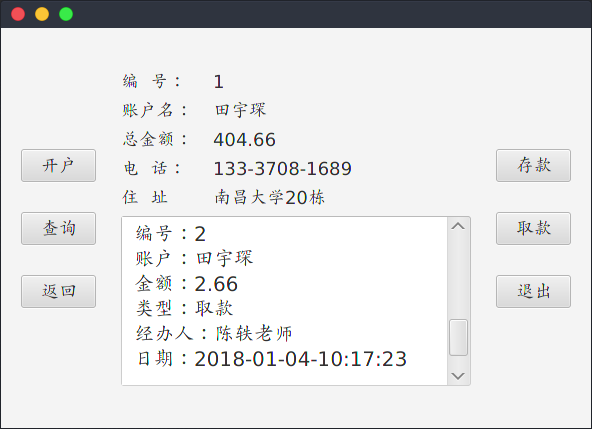 编 号： 1
账户名： 田宇琛
总金额： 404.66
电 话： 133-3708-1689
住 址 南昌大学20栋
开户
查询
返回
编号：2
账户：田宇琛
金额：2.66
类型：取款
经办人：陈轶老师
日期：2018-01-04-10:17:23
存款
取款
退出